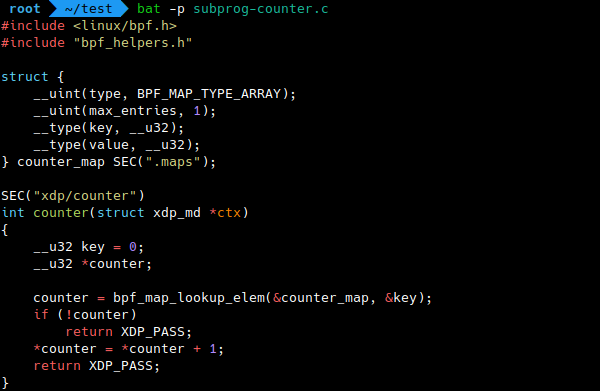 root ~/test bat -p subprog-counter.c
#include <linux/bpf.h>
#include "bpf_helpers.h"

struct {
    __uint(type, BPF_MAP_TYPE_ARRAY);
    __uint(max_entries, 1);
    __type(key, __u32);
    __type(value, __u32);
} counter_map SEC(".maps");

SEC("xdp/counter")
int counter(struct xdp_md *ctx)
{
    __u32 key = 0;
    __u32 *counter;

    counter = bpf_map_lookup_elem(&counter_map, &key);
    if (!counter)
        return XDP_PASS;
    *counter = *counter + 1;
    return XDP_PASS;
}